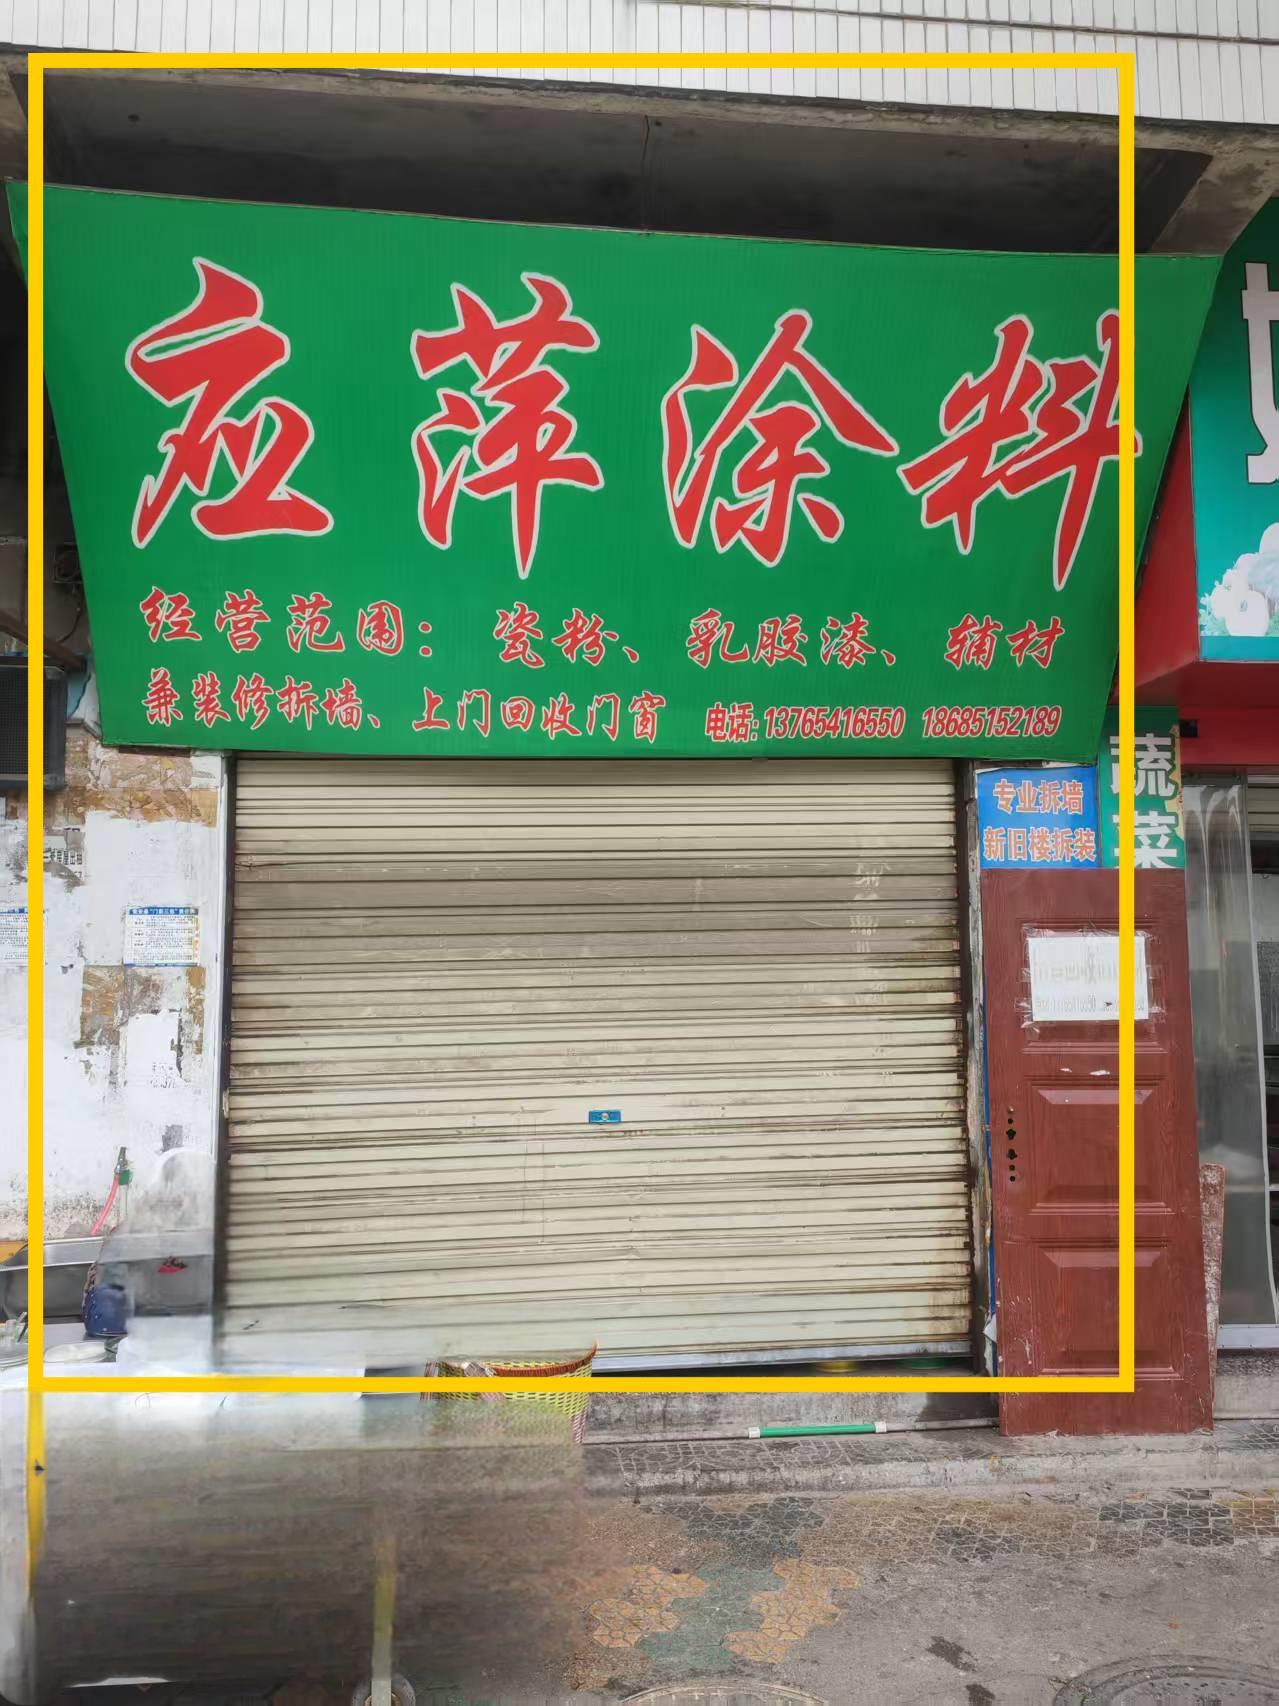 应萍涂料
经营范围：瓷粉、乳胶漆、辅材
兼装修拆墙、上门回收门窗 电话:13765416550 18685152189
专业拆墙
新旧楼拆装
蔬菜